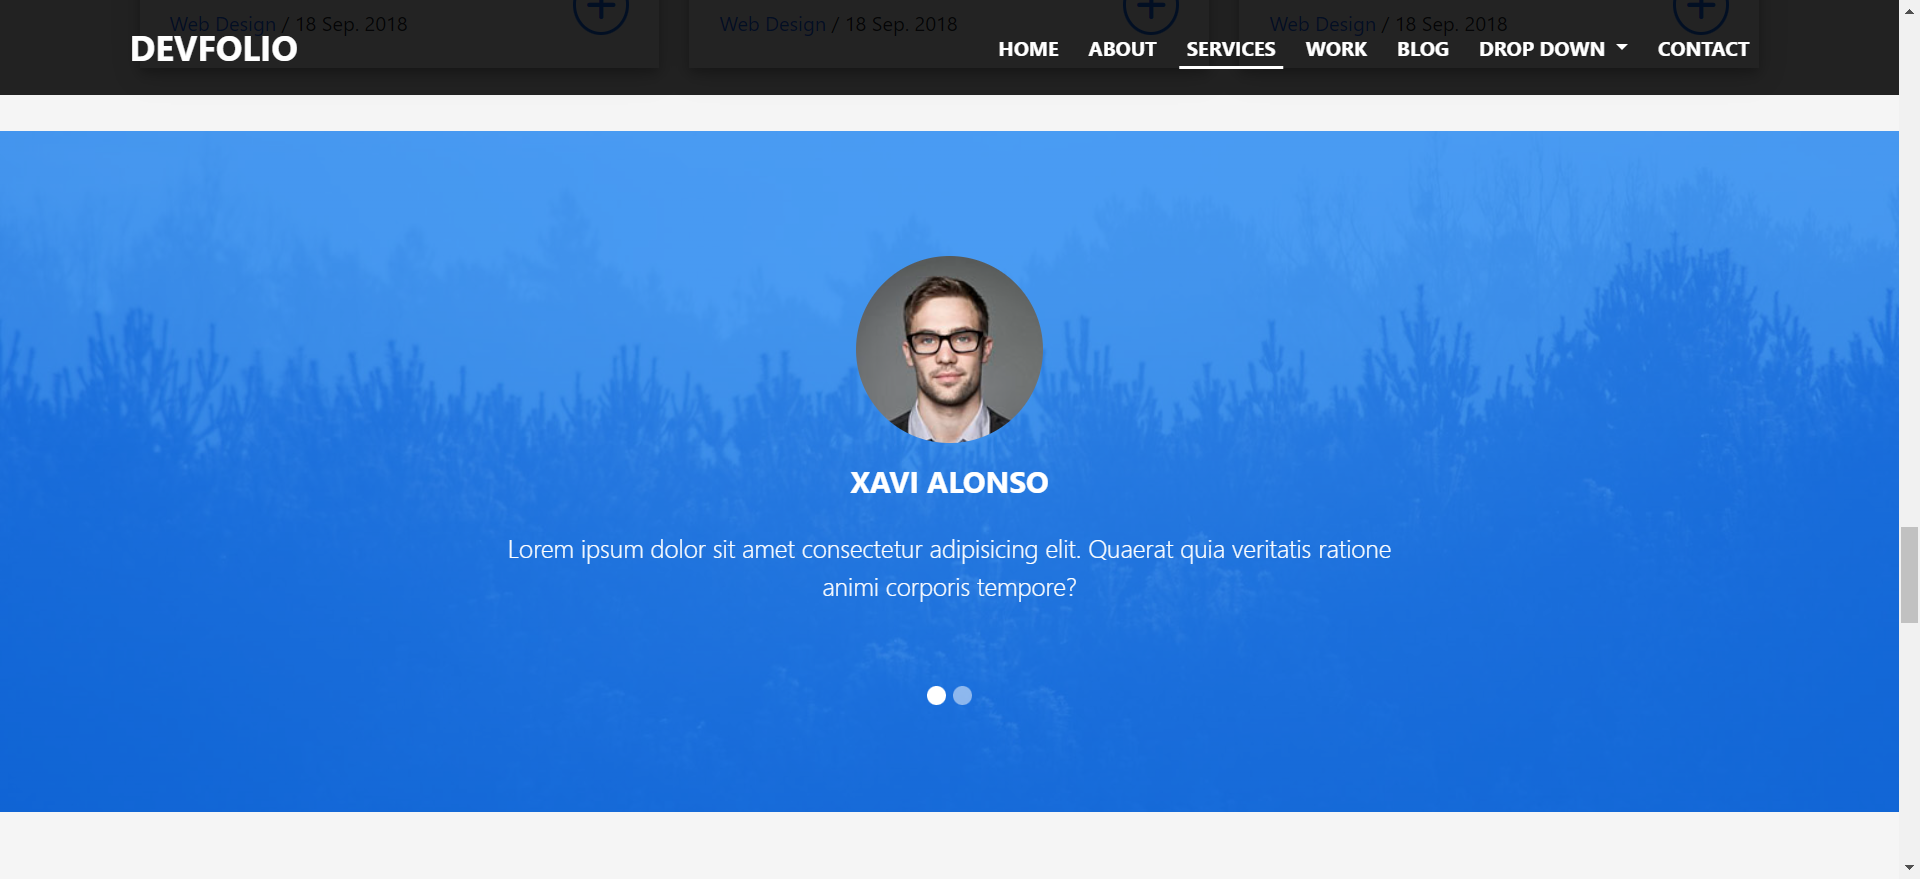 Web Design / 18 Sep. 2018
Web Design / 18 Sep. 2018
Web Design / 18 Sep. 2018
DEVFOLIO
HOME ABOUT SERVICES WORK BLOG DROP DOWN CONTACT
XAVI ALONSO
Lorem ipsum dolor sit amet consectetur adipisicing elit. Quaerat quia veritatis ratione
animi corporis tempore?